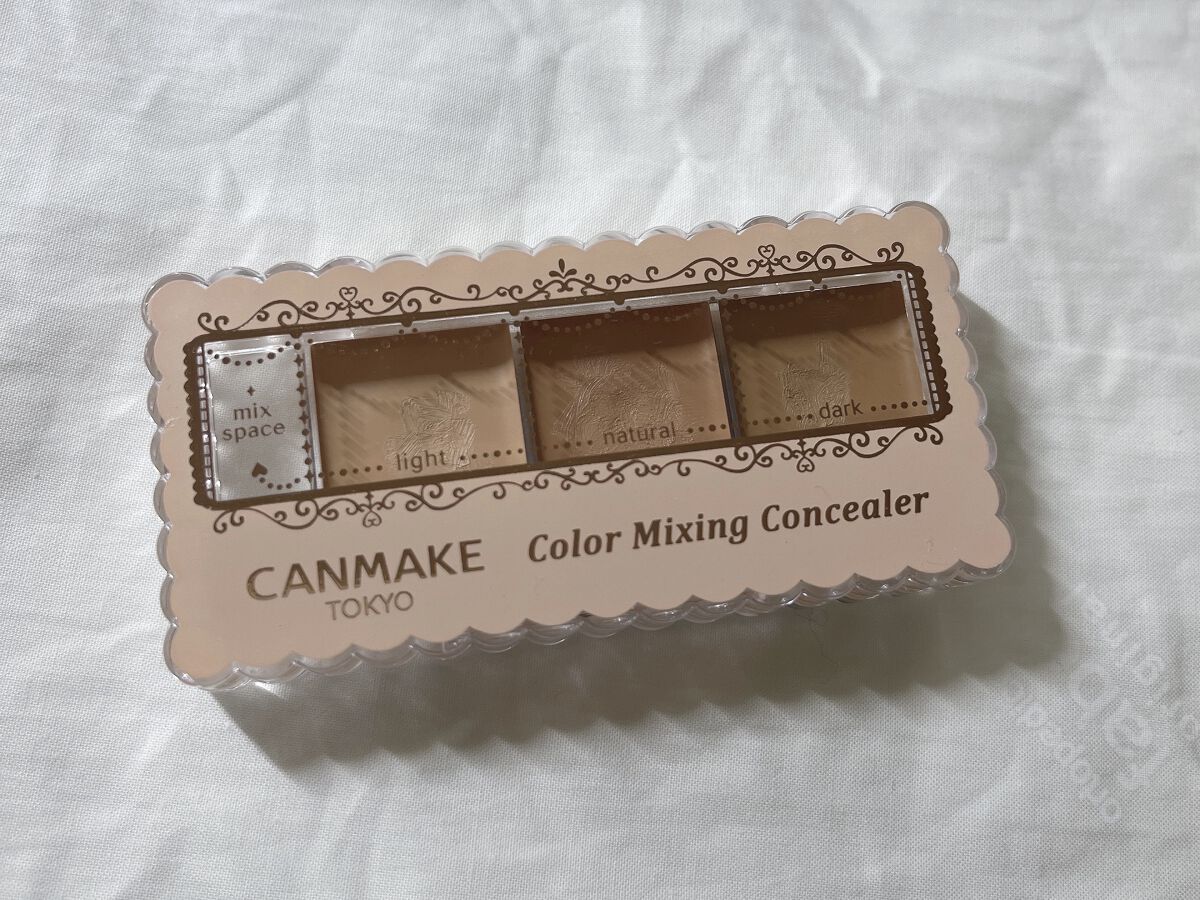 mix
space
light
natural
dark
CANMAKE
TOKYO
Color Mixing Concealer